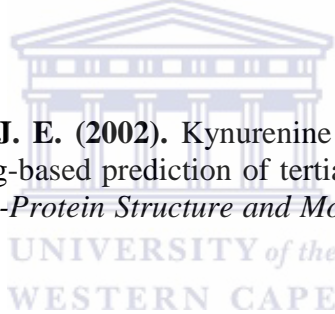 J. E. (2002). Kynurenine
g-based prediction of tertia
-Protein Structure and Mo
UNIVERSITY of the
WESTERN CAPE